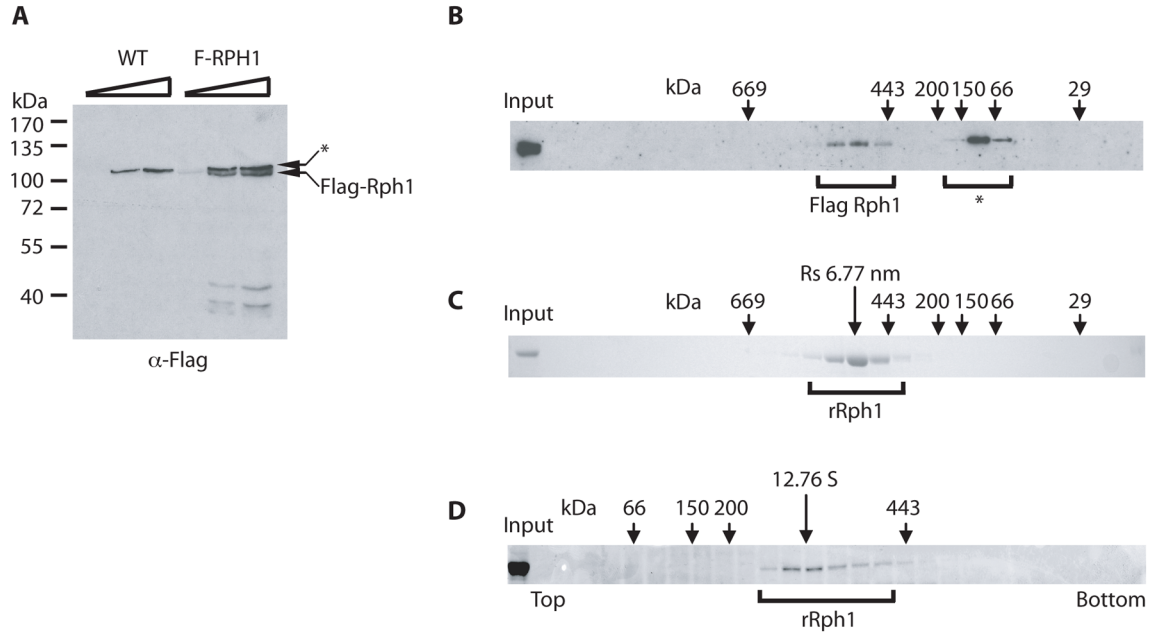 A
WT F-RPH1
kDa
170
135
100
72
55
40
*
Flag-Rph1
α-Flag
B
Input kDa 669 443 200 150 66 29
Flag Rph1 *
C
Rs 6.77 nm
Input kDa 669 443 200 150 66 29
rRph1
D
12.76 S
Input kDa 66 150 200 443
Top Bottom
rRph1